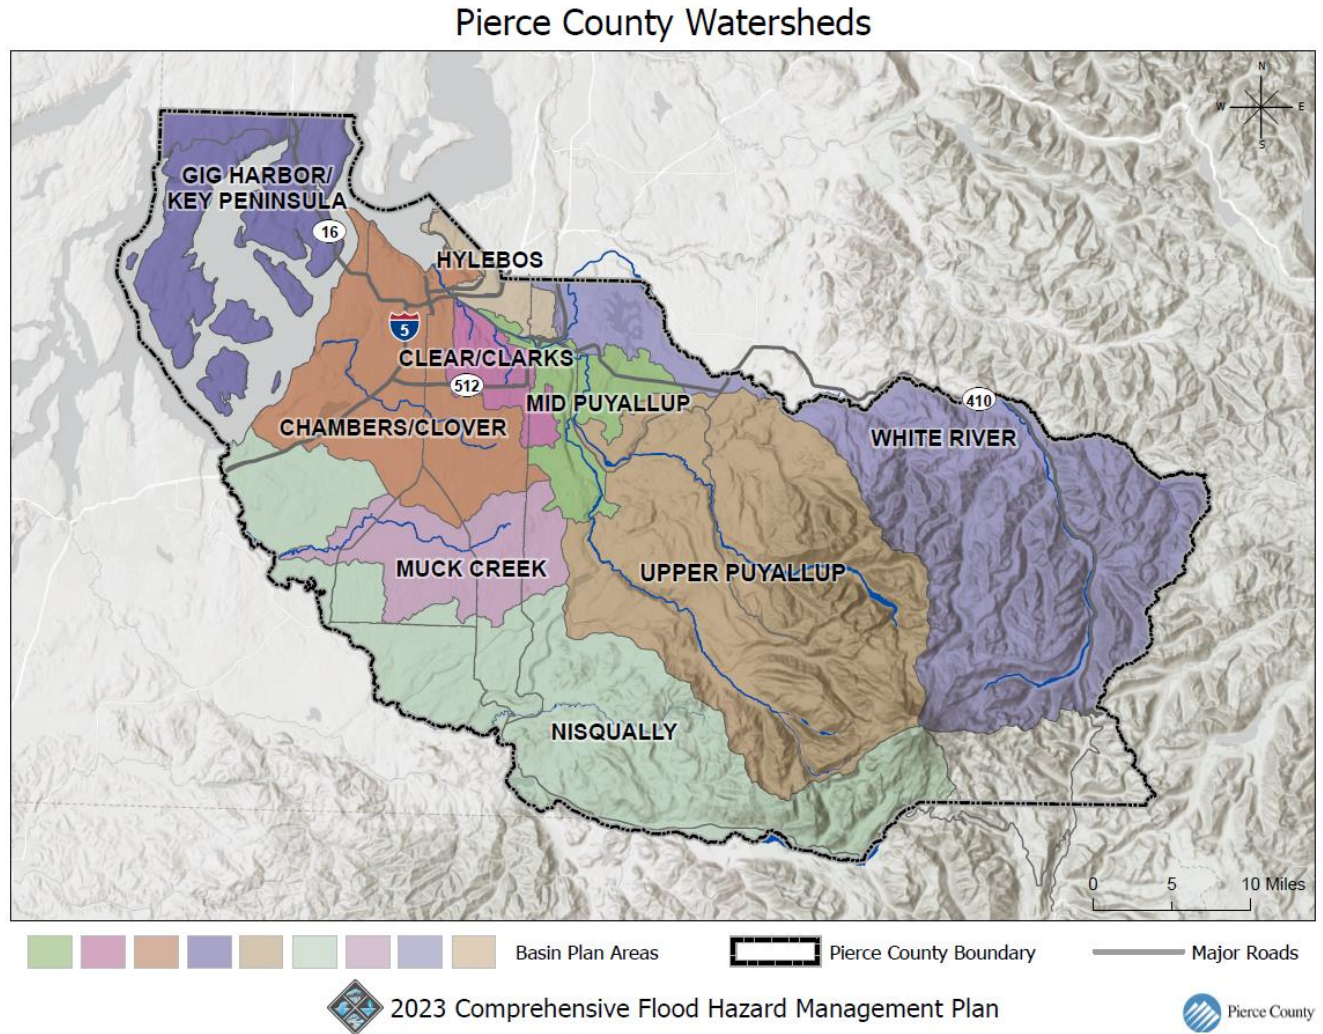 Pierce County Watersheds
N
W
E
S
GIG HARBOR/
KEY PENINSULA
16
HYLEBOS
5
CLEAR/CLARKS
512
MID PUYALLUP
410
CHAMBERS/CLOVER
WHITE RIVER
MUCK CREEK
UPPER PUYALLUP
NISQUALLY
0 5 10 Miles
Basin Plan Areas
Pierce County Boundary
Major Roads
2023 Comprehensive Flood Hazard Management Plan
Pierce County